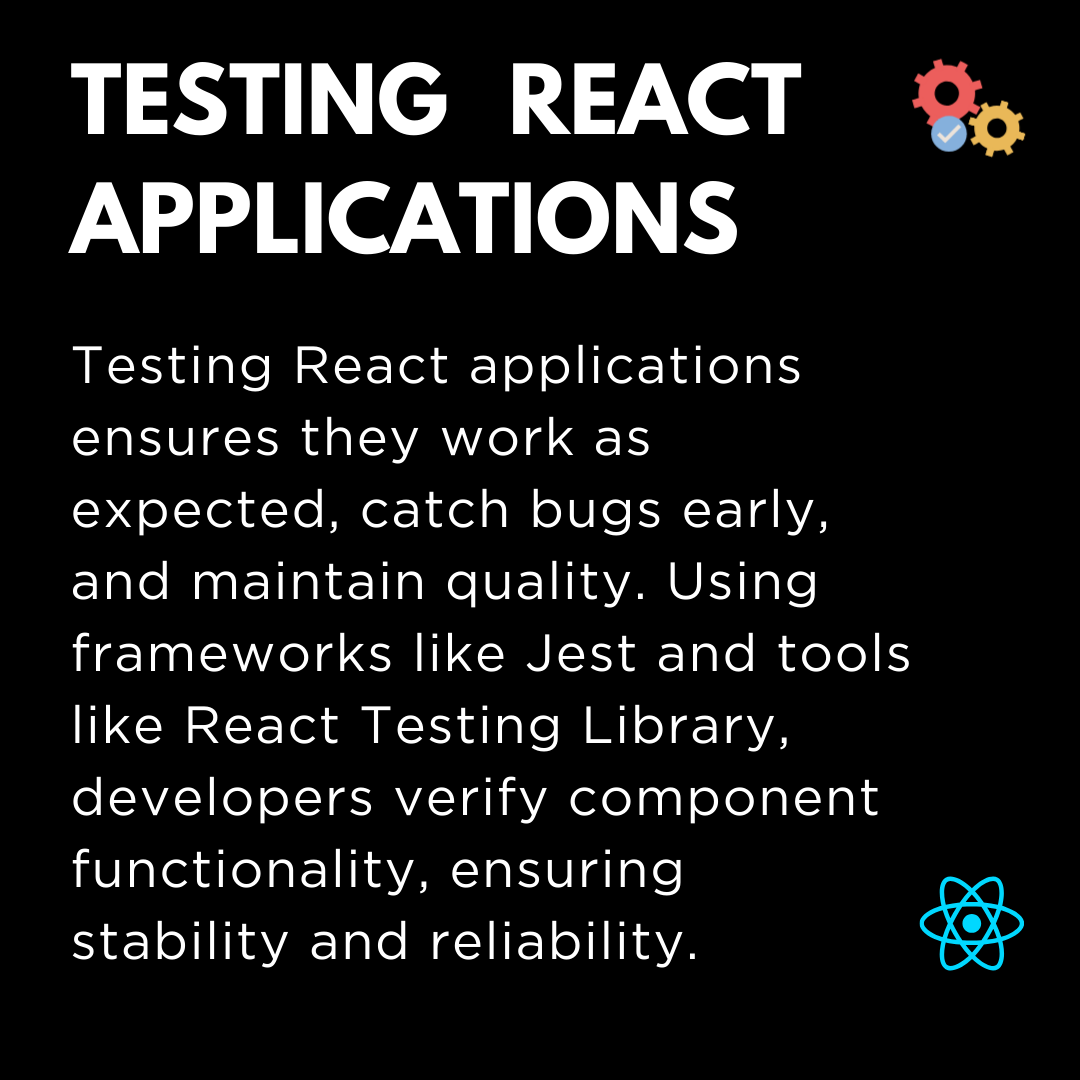 TESTING REACT
APPLICATIONS
Testing React applications
ensures they work as
expected, catch bugs early,
and maintain quality. Using
frameworks like Jest and tools
like React Testing Library,
developers verify component
functionality, ensuring
stability and reliability.